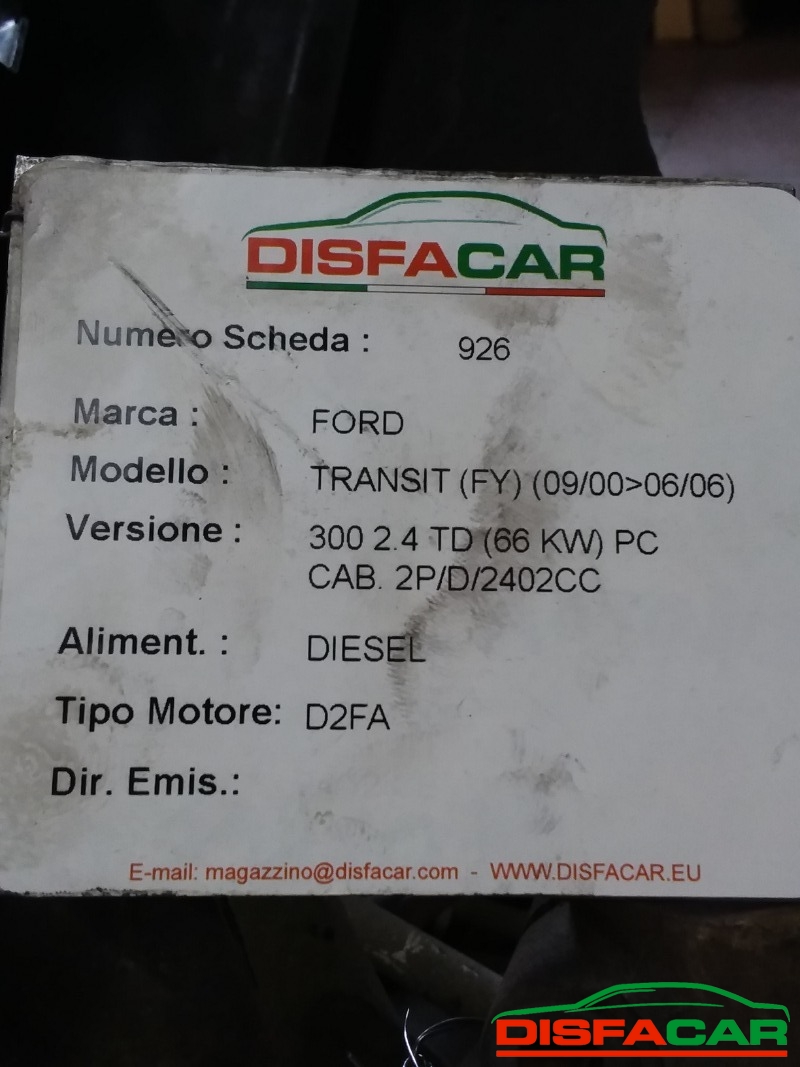 DISFACAR
Numero Scheda : 926
Marca : FORD
Modello : TRANSIT (FY) (09/00>06/06)
Versione : 300 2.4 TD (66 KW) PC
CAB. 2P/D/2402CC
Aliment. : DIESEL
Tipo Motore: D2FA
Dir. Emis.:
E-mail: magazzino@disfacar.com - WWW.DISFACAR.EU
DISFACAR